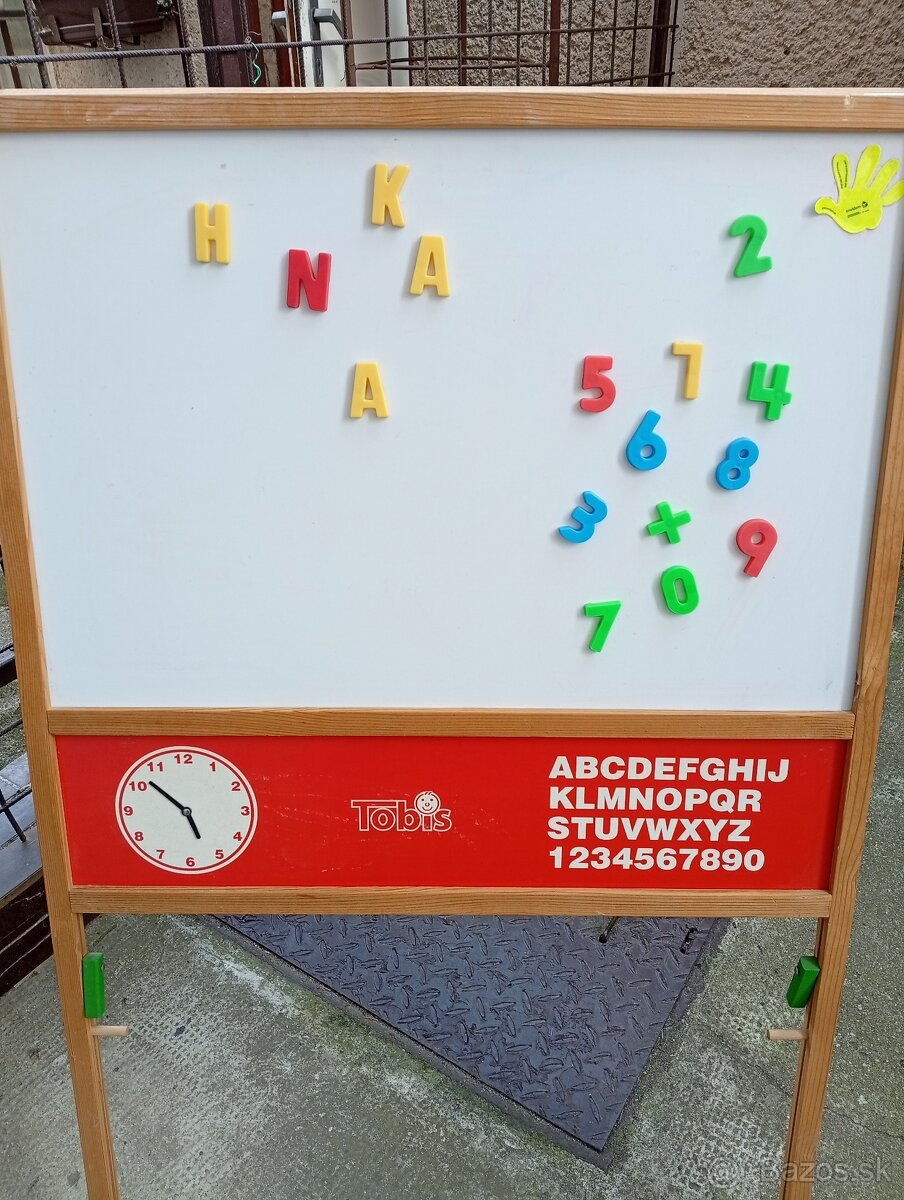 K
H
A
N
A
2
5 1 4
6 8
3 + 9
0
7
11 12 1
10 2
9 3
8 4
7 6 5
Tobis
ABCDEFGHIJ
KLMNOPQR
STUVWXYZ
1234567890
Bazos.sk